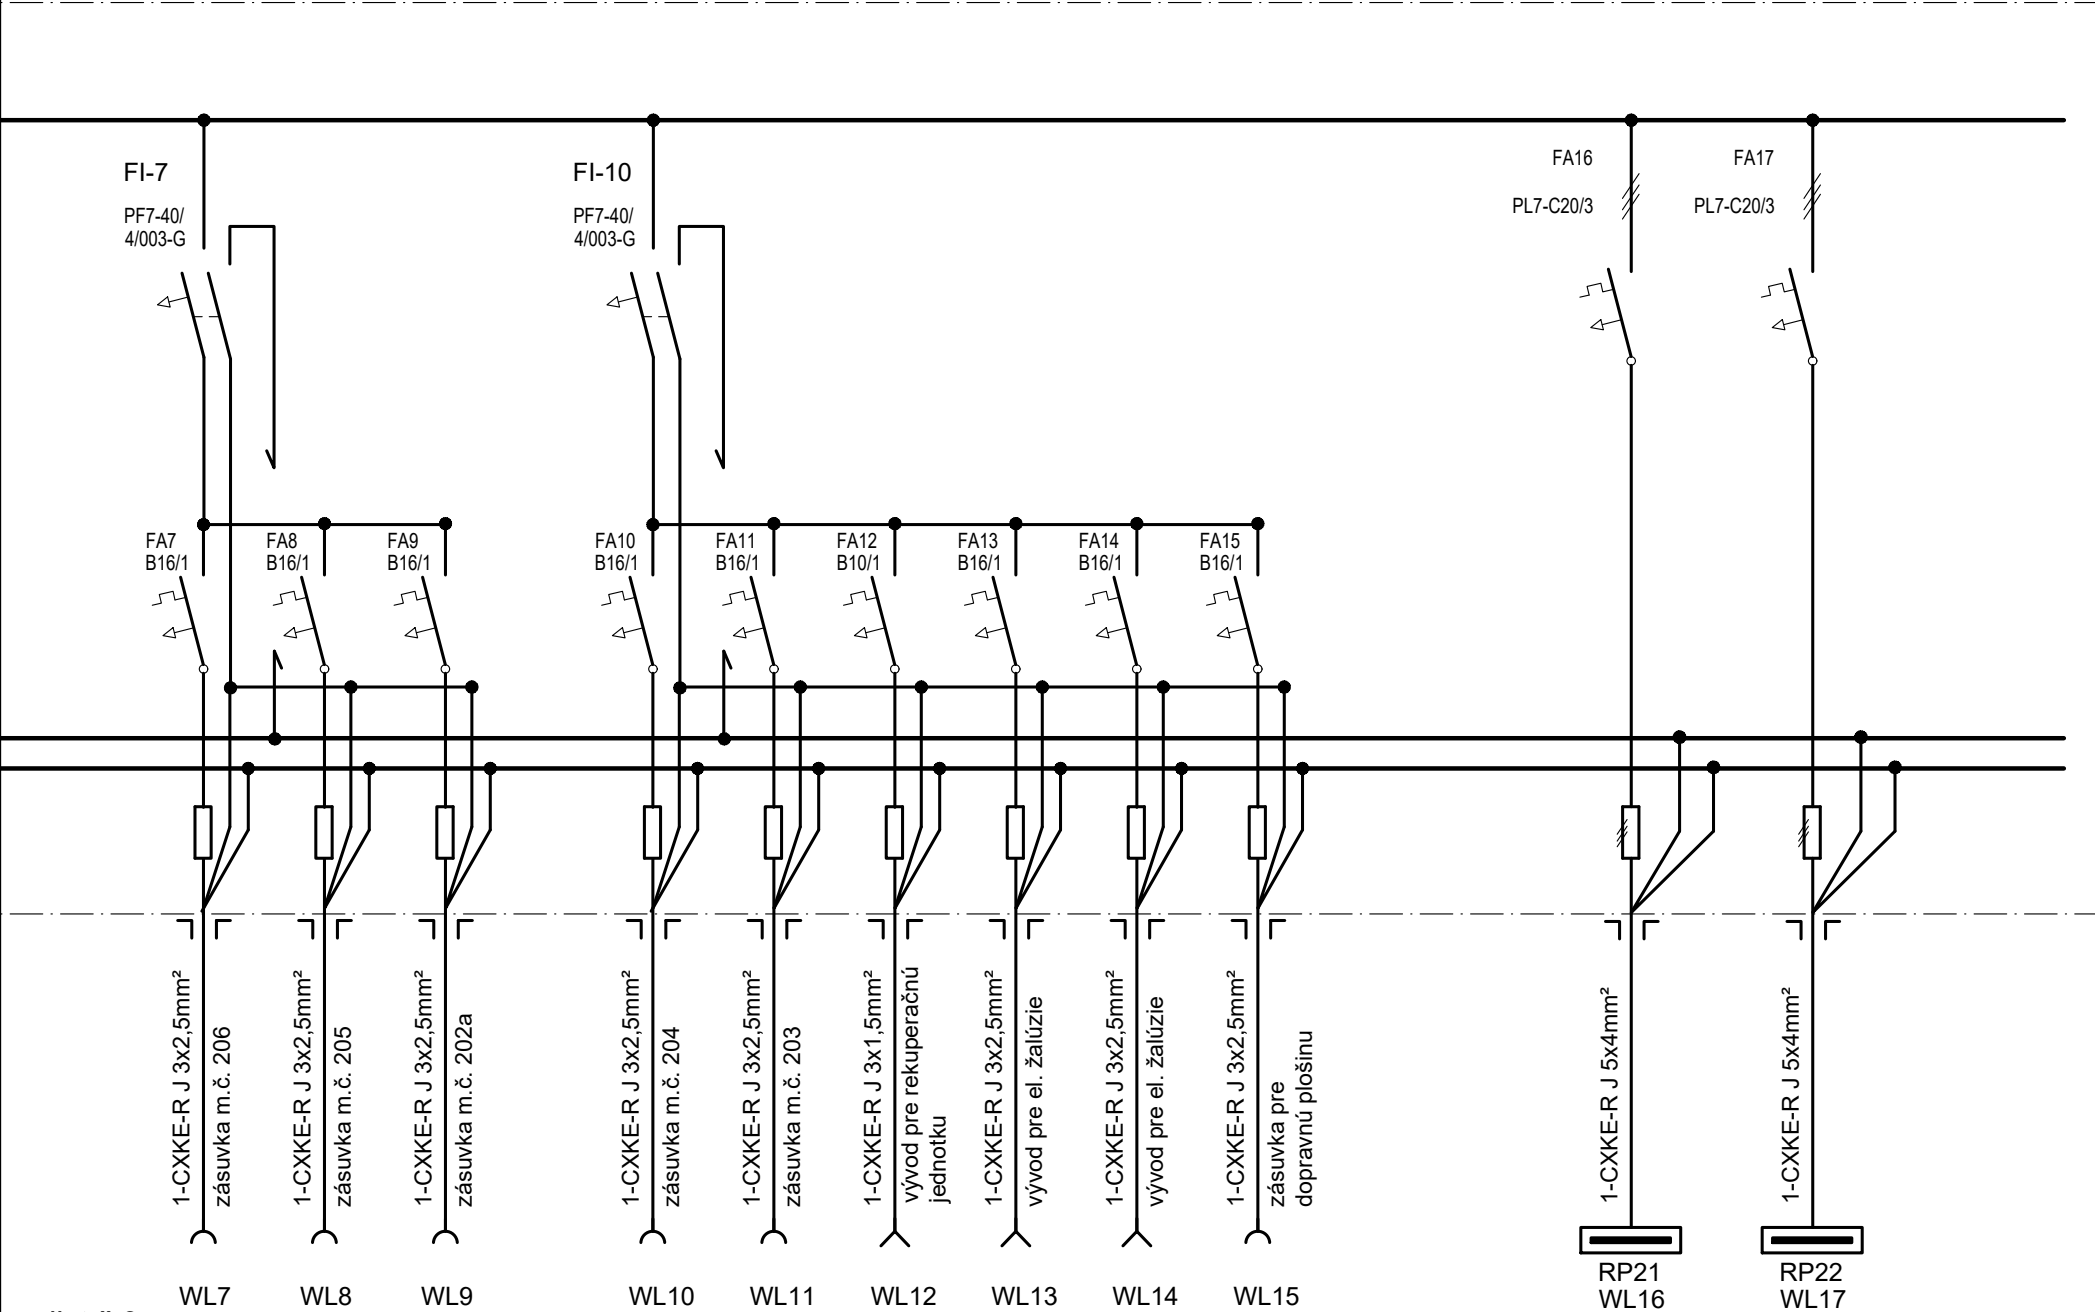 FI-7
PF7-40/
4/003-G
FI-10
PF7-40/
4/003-G
FA16
PL7-C20/3
FA17
PL7-C20/3
FA7
B16/1
FA8
B16/1
FA9
B16/1
FA10
B16/1
FA11
B16/1
FA12
B10/1
FA13
B16/1
FA14
B16/1
FA15
B16/1
1-CXKE-R J 3x2,5mm²
zásuvka m.č. 206
1-CXKE-R J 3x2,5mm²
zásuvka m.č. 205
1-CXKE-R J 3x2,5mm²
zásuvka m.č. 202a
1-CXKE-R J 3x2,5mm²
zásuvka m.č. 204
1-CXKE-R J 3x2,5mm²
zásuvka m.č. 203
1-CXKE-R J 3x1,5mm²
vývod pre rekuperačnú
jednotku
1-CXKE-R J 3x2,5mm²
vývod pre el. žalúzie
1-CXKE-R J 3x2,5mm²
vývod pre el. žalúzie
1-CXKE-R J 3x2,5mm²
zásuvka pre
dopravnú plošinu
1-CXKE-R J 5x4mm²
1-CXKE-R J 5x4mm²
WL7
WL8
WL9
WL10
WL11
WL12
WL13
WL14
WL15
RP21
WL16
RP22
WL17